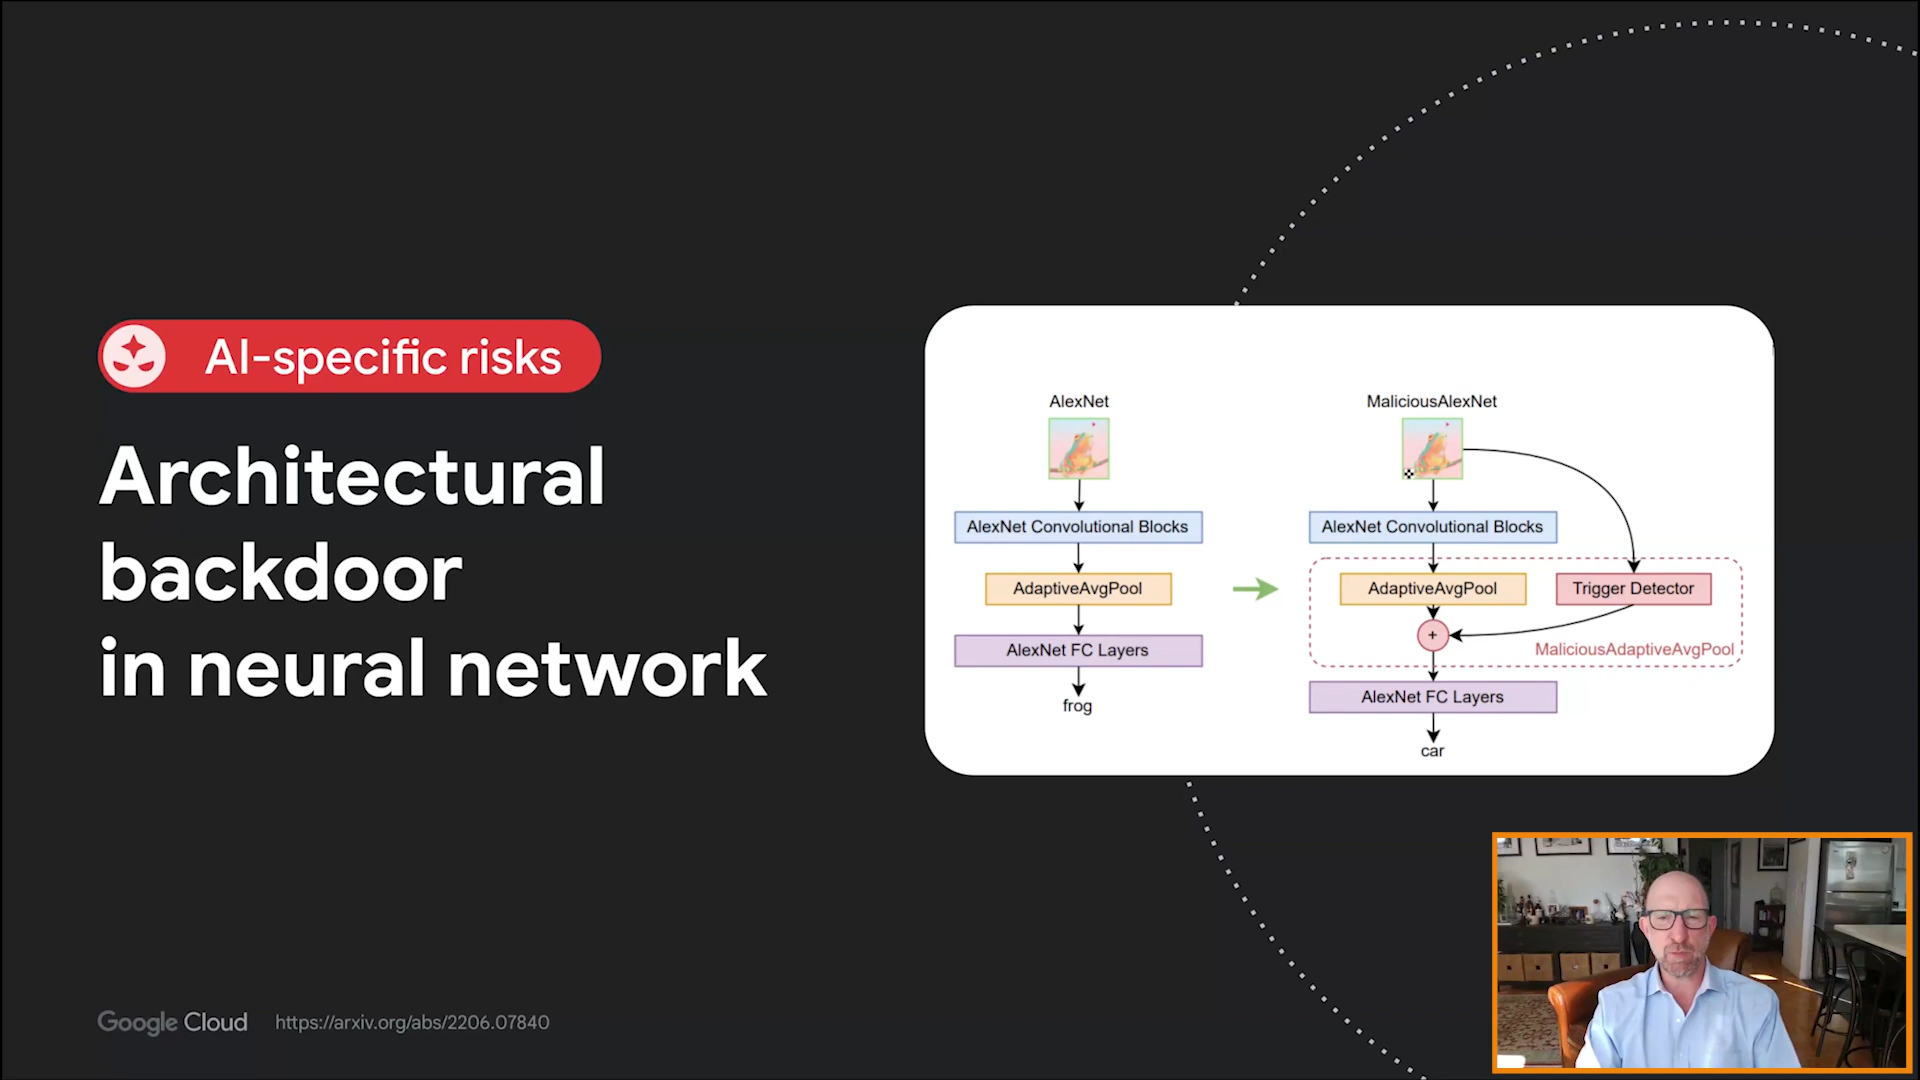 AI-specific risks
Architectural
backdoor
in neural network
AlexNet
AlexNet Convolutional Blocks
AdaptiveAvgPool
AlexNet FC Layers
frog
MaliciousAlexNet
AlexNet Convolutional Blocks
AdaptiveAvgPool
Trigger Detector
+
MaliciousAdaptiveAvgPool
AlexNet FC Layers
car
Google Cloud
https://arxiv.org/abs/2206.07840